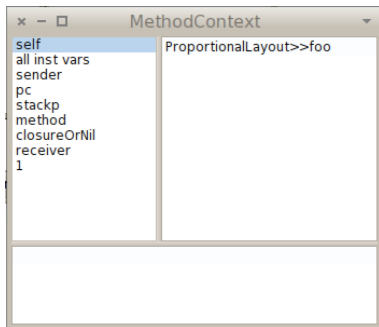 MethodContext
self
all inst vars
sender
pc
stackp
method
closureOrNil
receiver
1
ProportionalLayout>>foo